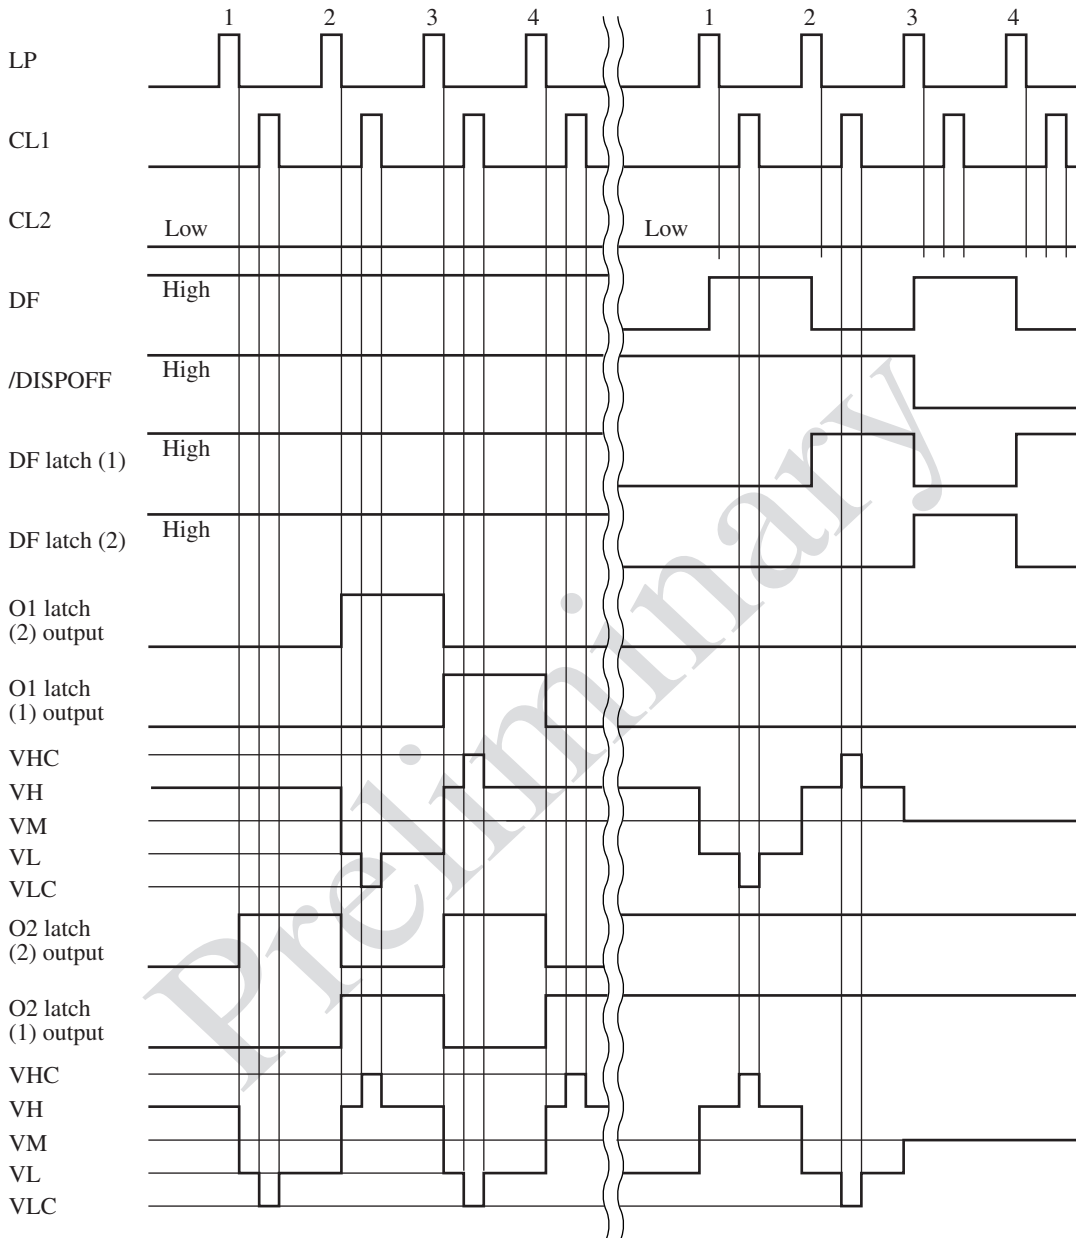 1 2 3 4 1 2 3 4
LP
CL1
CL2 Low Low
DF High
/DISPOFF High
DF latch (1) High
DF latch (2) High
O1 latch
(2) output
O1 latch
(1) output
VHC
VH
VM
VL
VLC
O2 latch
(2) output
O2 latch
(1) output
VHC
VH
VM
VL
VLC
Preliminary